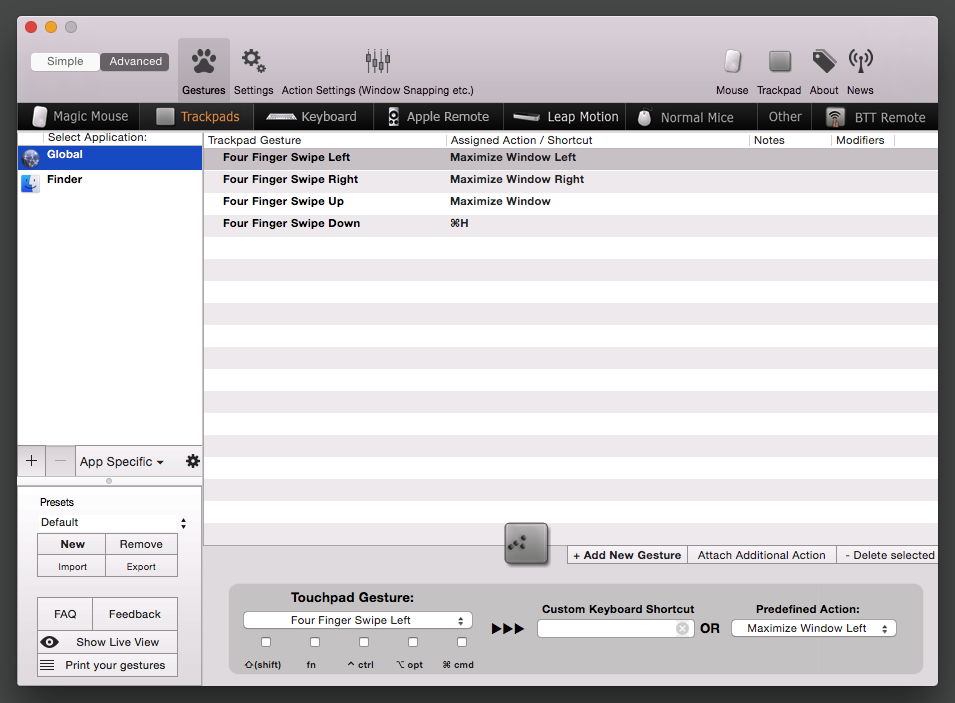 Simple Advanced
Gestures Settings Action Settings (Window Snapping etc.) Mouse Trackpad About News
Magic Mouse Trackpads Keyboard Apple Remote Leap Motion Normal Mice Other BTT Remote
Select Application: Trackpad Gesture Assigned Action / Shortcut Notes Modifiers
Global Four Finger Swipe Left Maximize Window Left
Finder Four Finger Swipe Right Maximize Window Right
Four Finger Swipe Up Maximize Window
Four Finger Swipe Down ⌘H
+ − App Specific
Presets
Default
New Remove
Import Export
+ Add New Gesture Attach Additional Action - Delete selected
FAQ Feedback
Show Live View
Print your gestures
Touchpad Gesture:
Four Finger Swipe Left
⇧(shift) fn ^ ctrl ⌥ opt ⌘ cmd
Custom Keyboard Shortcut
OR
Predefined Action:
Maximize Window Left